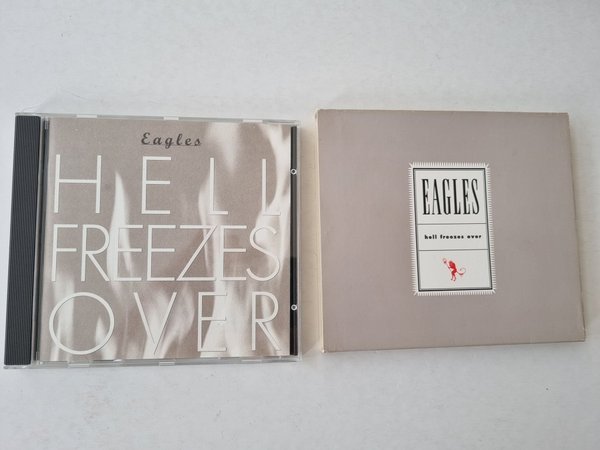 Eagles
HELL
FREEZES
OVER
EAGLES
hell freezes over